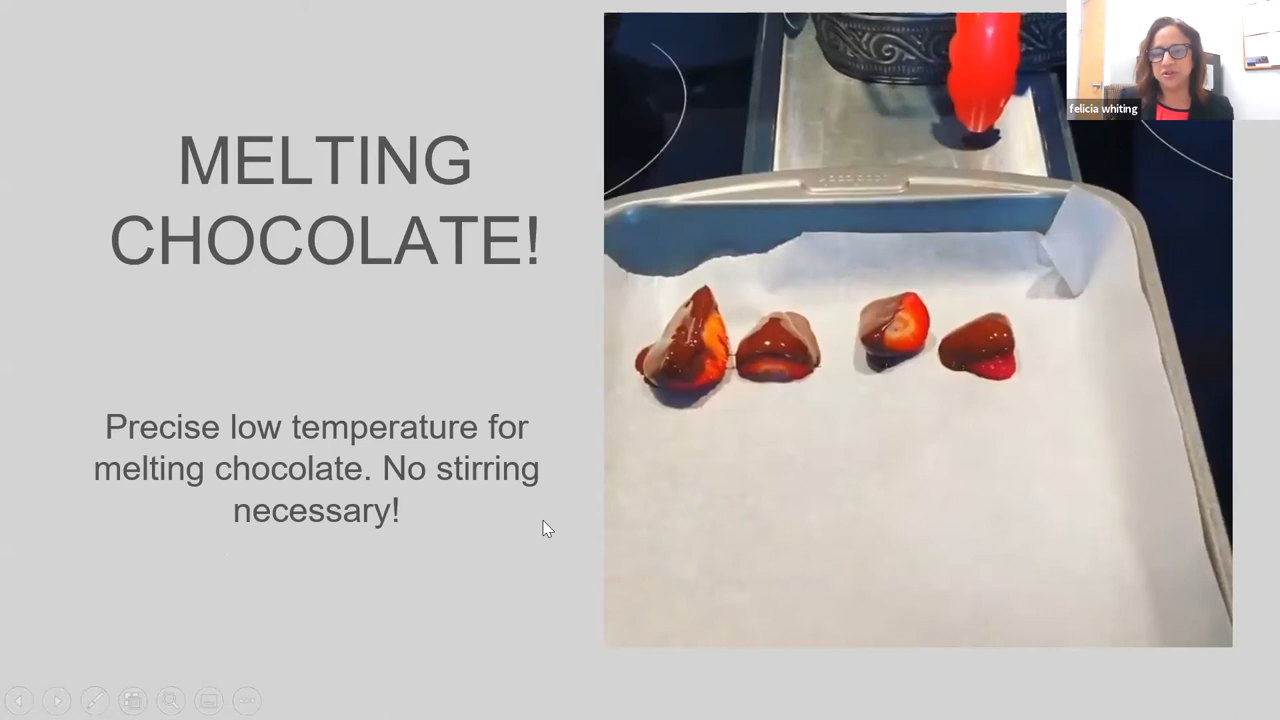 MELTING
CHOCOLATE!
Precise low temperature for
melting chocolate. No stirring
necessary!
felicia whiting